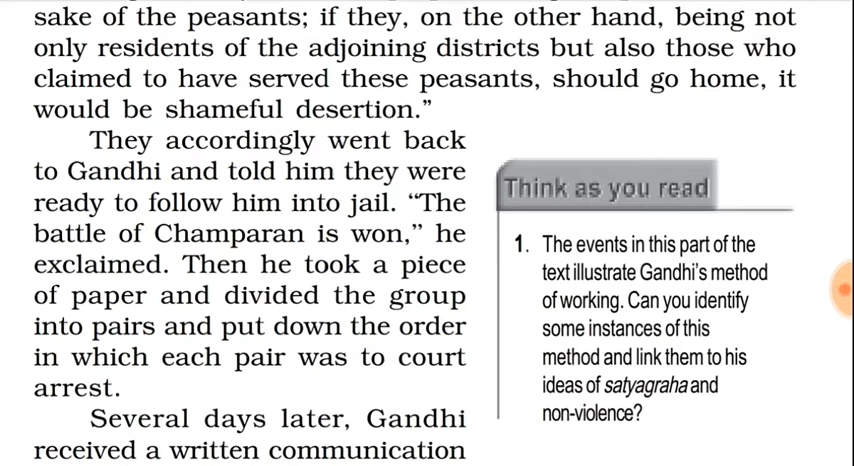 sake of the peasants; if they, on the other hand, being not
only residents of the adjoining districts but also those who
claimed to have served these peasants, should go home, it
would be shameful desertion.”
They accordingly went back
to Gandhi and told him they were
ready to follow him into jail. “The
battle of Champaran is won,” he
exclaimed. Then he took a piece
of paper and divided the group
into pairs and put down the order
in which each pair was to court
arrest.
Several days later, Gandhi
received a written communication
Think as you read
1. The events in this part of the
text illustrate Gandhi’s method
of working. Can you identify
some instances of this
method and link them to his
ideas of satyagraha and
non-violence?